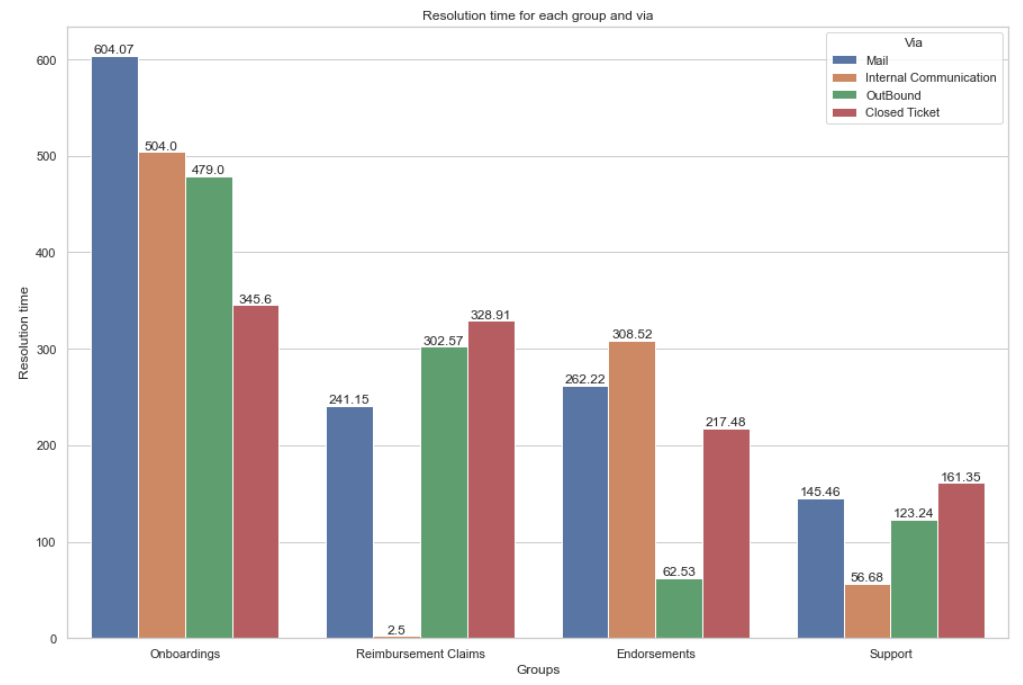 Resolution time for each group and via
Via
Mail
Internal Communication
OutBound
Closed Ticket
Resolution time
600
500
400
300
200
100
0
604.07
504.0
479.0
345.6
241.15
2.5
302.57
328.91
262.22
308.52
62.53
217.48
145.46
56.68
123.24
161.35
Onboardings
Reimbursement Claims
Endorsements
Support
Groups